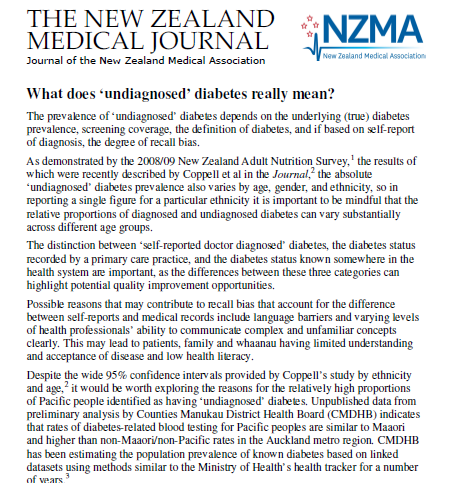 THE NEW ZEALAND
MEDICAL JOURNAL
Journal of the New Zealand Medical Association
NZMA
New Zealand Medical Association
What does ‘undiagnosed’ diabetes really mean?
The prevalence of ‘undiagnosed’ diabetes depends on the underlying (true) diabetes
prevalence, screening coverage, the definition of diabetes, and if based on self-report
of diagnosis, the degree of recall bias.
As demonstrated by the 2008/09 New Zealand Adult Nutrition Survey,1 the results of
which were recently described by Coppell et al in the Journal,2 the absolute
‘undiagnosed’ diabetes prevalence also varies by age, gender, and ethnicity, so in
reporting a single figure for a particular ethnicity it is important to be mindful that the
relative proportions of diagnosed and undiagnosed diabetes can vary substantially
across different age groups.
The distinction between ‘self-reported doctor diagnosed’ diabetes, the diabetes status
recorded by a primary care practice, and the diabetes status known somewhere in the
health system are important, as the differences between these three categories can
highlight potential quality improvement opportunities.
Possible reasons that may contribute to recall bias that account for the difference
between self-reports and medical records include language barriers and varying levels
of health professionals’ ability to communicate complex and unfamiliar concepts
clearly. This may lead to patients, family and whaanau having limited understanding
and acceptance of disease and low health literacy.
Despite the wide 95% confidence intervals provided by Coppell’s study by ethnicity
and age,2 it would be worth exploring the reasons for the relatively high proportions
of Pacific people identified as having ‘undiagnosed’ diabetes. Unpublished data from
preliminary analysis by Counties Manukau District Health Board (CMDHB) indicates
that rates of diabetes-related blood testing for Pacific peoples are similar to Maaori
and higher than non-Maaori/non-Pacific rates in the Auckland metro region. CMDHB
has been estimating the population prevalence of known diabetes based on linked
datasets using methods similar to the Ministry of Health’s health tracker for a number
of years.3